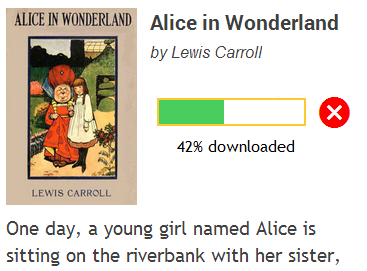 ALICE IN WONDERLAND
LEWIS CARROLL
Alice in Wonderland
by Lewis Carroll
42% downloaded
One day, a young girl named Alice is
sitting on the riverbank with her sister,